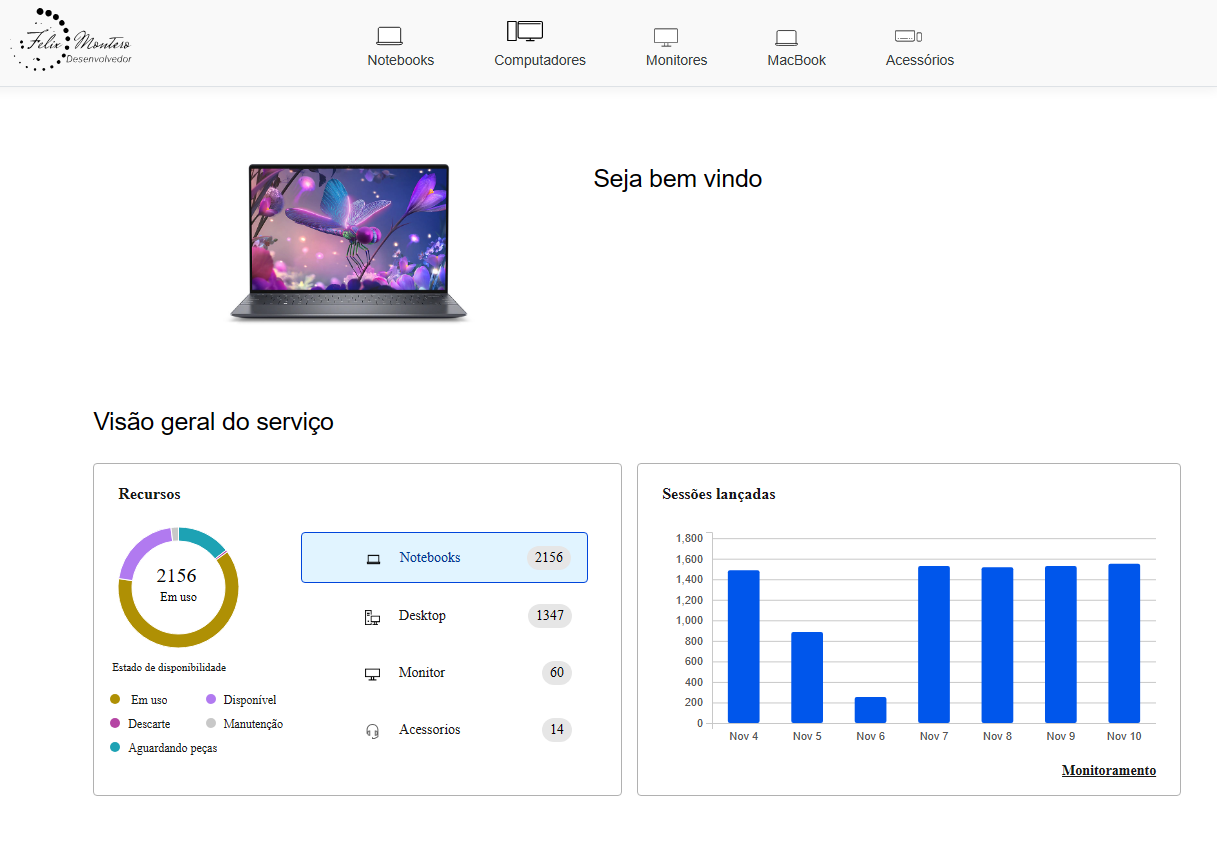 Felix Montero
Desenvolvedor
Notebooks
Computadores
Monitores
MacBook
Acessórios
Seja bem vindo
Visão geral do serviço
Recursos
2156
Em uso
Estado de disponibilidade
Em uso
Disponível
Descarte
Manutenção
Aguardando peças
Notebooks 2156
Desktop 1347
Monitor 60
Acessorios 14
Sessões lançadas
1,800
1,600
1,400
1,200
1,000
800
600
400
200
0
Nov 4 Nov 5 Nov 6 Nov 7 Nov 8 Nov 9 Nov 10
Monitoramento